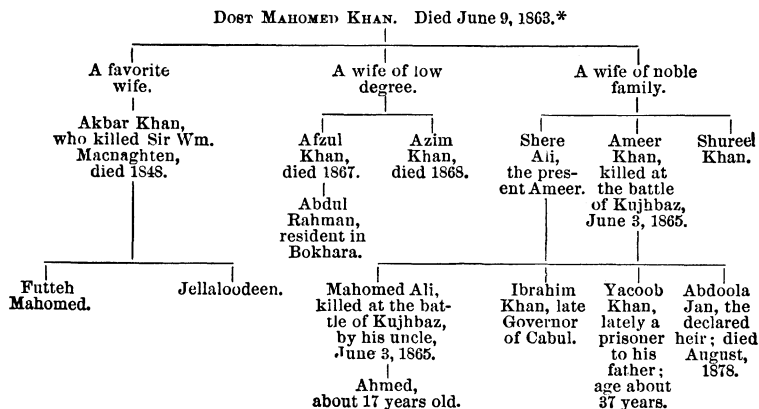 DOST MAHOMED KHAN. Died June 9, 1863.*
A favorite
wife.
A wife of low
degree.
A wife of noble
family.
Akbar Khan,
who killed Sir Wm.
Macnaghten,
died 1848.
Afzul
Khan,
died 1867.
Azim
Khan,
died 1868.
Shere
Ali,
the pres-
ent Ameer.
Ameer
Khan,
killed at
the battle
of Kujhbaz,
June 3, 1865.
Shureel
Khan.
Abdul
Rahman,
resident in
Bokhara.
Futteh
Mahomed.
Jellaloodeen.
Mahomed Ali,
killed at the bat-
tle of Kujhbaz,
by his uncle,
June 3, 1865.
Ibrahim
Khan, late
Governor
of Cabul.
Yacoob
Khan,
lately a
prisoner
to his
father;
age about
37 years.
Abdoola
Jan, the
declared
heir; died
August,
1878.
Ahmed,
about 17 years old.